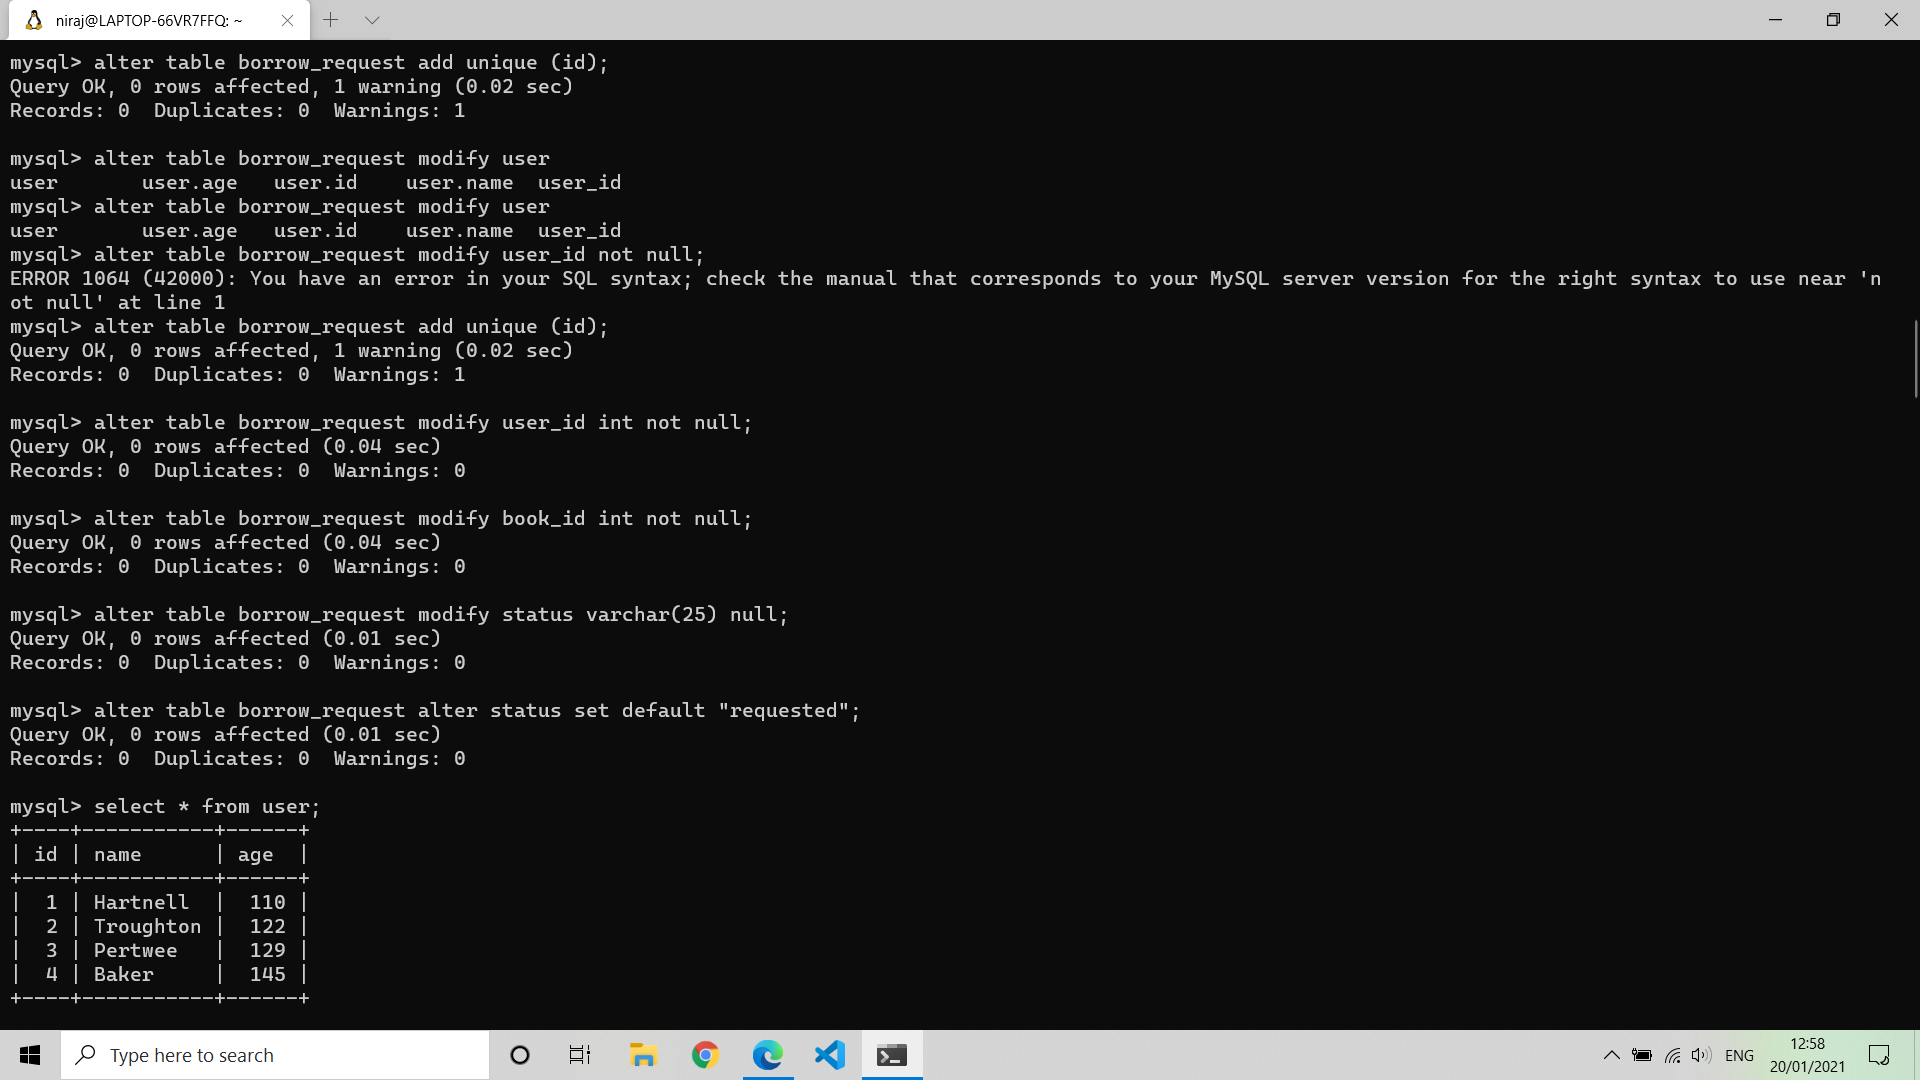 niraj@LAPTOP-66VR7FFQ: ~
mysql> alter table borrow_request add unique (id);
Query OK, 0 rows affected, 1 warning (0.02 sec)
Records: 0  Duplicates: 0  Warnings: 1
mysql> alter table borrow_request modify user
user       user.age   user.id    user.name  user_id
mysql> alter table borrow_request modify user
user       user.age   user.id    user.name  user_id
mysql> alter table borrow_request modify user_id not null;
ERROR 1064 (42000): You have an error in your SQL syntax; check the manual that corresponds to your MySQL server version for the right syntax to use near 'n
ot null' at line 1
mysql> alter table borrow_request add unique (id);
Query OK, 0 rows affected, 1 warning (0.02 sec)
Records: 0  Duplicates: 0  Warnings: 1
mysql> alter table borrow_request modify user_id int not null;
Query OK, 0 rows affected (0.04 sec)
Records: 0  Duplicates: 0  Warnings: 0
mysql> alter table borrow_request modify book_id int not null;
Query OK, 0 rows affected (0.04 sec)
Records: 0  Duplicates: 0  Warnings: 0
mysql> alter table borrow_request modify status varchar(25) null;
Query OK, 0 rows affected (0.01 sec)
Records: 0  Duplicates: 0  Warnings: 0
mysql> alter table borrow_request alter status set default "requested";
Query OK, 0 rows affected (0.01 sec)
Records: 0  Duplicates: 0  Warnings: 0
mysql> select * from user;
+----+-----------+------+
| id | name      | age  |
+----+-----------+------+
|  1 | Hartnell  |  110 |
|  2 | Troughton |  122 |
|  3 | Pertwee   |  129 |
|  4 | Baker     |  145 |
+----+-----------+------+
Type here to search
ENG
12:58
20/01/2021